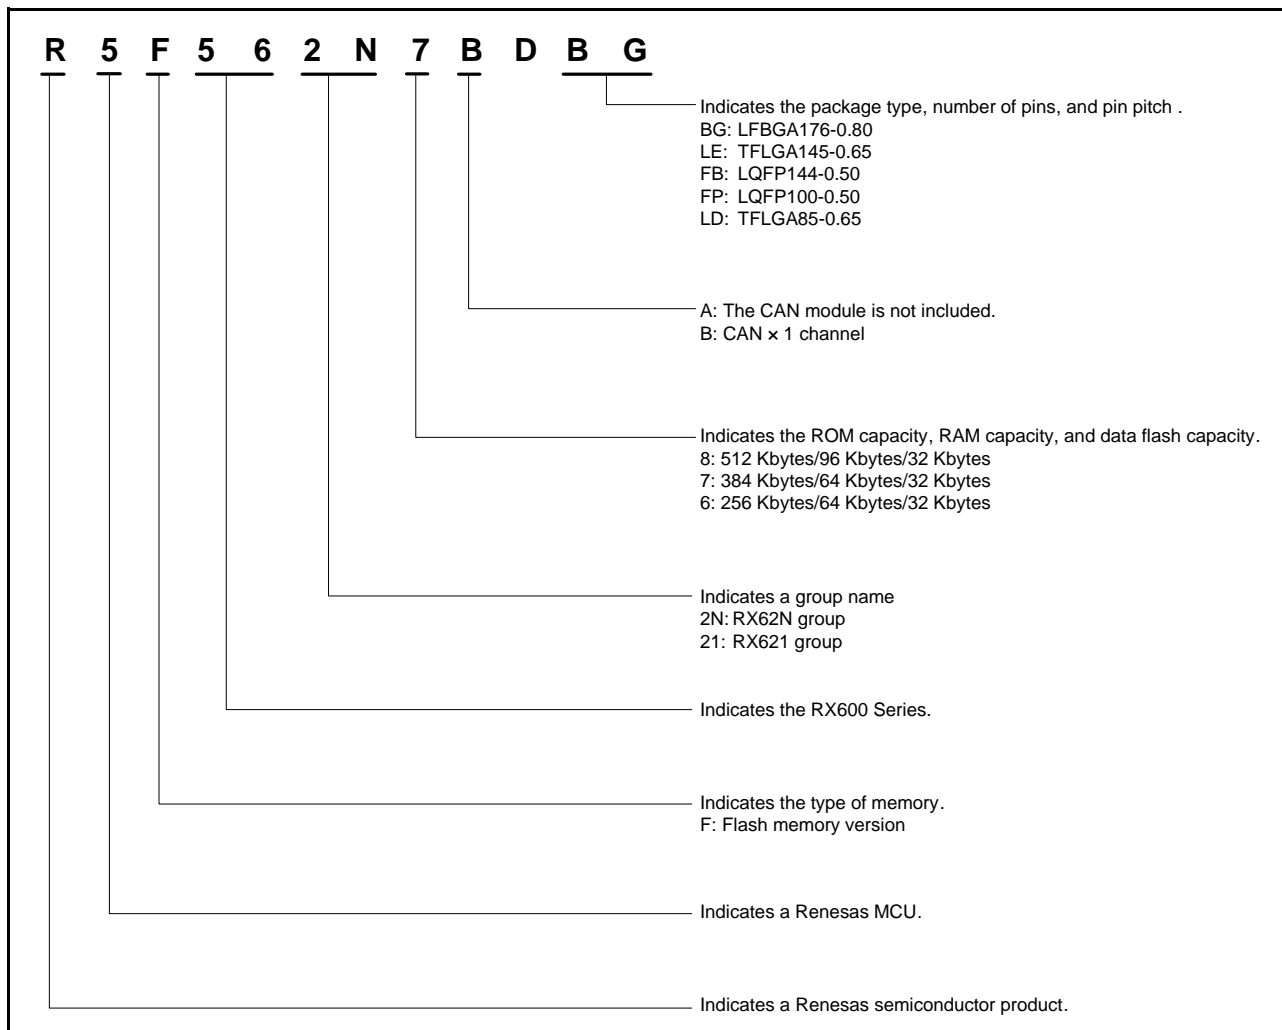 R 5 F 5 6 2 N 7 B D B G
Indicates the package type, number of pins, and pin pitch .
BG: LFBGA176-0.80
LE: TFLGA145-0.65
FB: LQFP144-0.50
FP: LQFP100-0.50
LD: TFLGA85-0.65
A: The CAN module is not included.
B: CAN × 1 channel
Indicates the ROM capacity, RAM capacity, and data flash capacity.
8: 512 Kbytes/96 Kbytes/32 Kbytes
7: 384 Kbytes/64 Kbytes/32 Kbytes
6: 256 Kbytes/64 Kbytes/32 Kbytes
Indicates a group name
2N: RX62N group
21: RX621 group
Indicates the RX600 Series.
Indicates the type of memory.
F: Flash memory version
Indicates a Renesas MCU.
Indicates a Renesas semiconductor product.